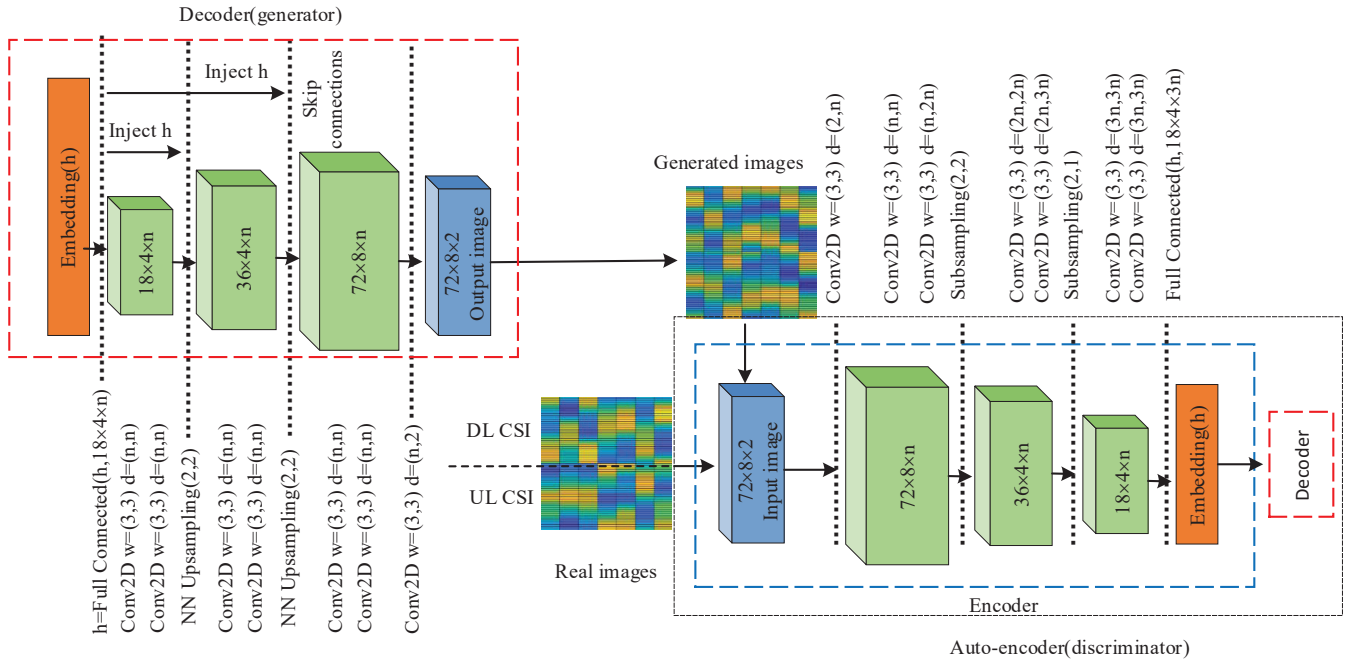 Decoder(generator)
Inject h
Inject h
Skip
connections
Embedding(h)
18×4×n
36×4×n
72×8×n
72×8×2
Output image
h=Full Connected(h,18×4×n)
Conv2D w=(3,3) d=(n,n)
Conv2D w=(3,3) d=(n,n)
NN Upsampling(2,2)
Conv2D w=(3,3) d=(n,n)
Conv2D w=(3,3) d=(n,n)
NN Upsampling(2,2)
Conv2D w=(3,3) d=(n,n)
Conv2D w=(3,3) d=(n,n)
Conv2D w=(3,3) d=(n,2)
Generated images
DL CSI
UL CSI
Real images
Conv2D w=(3,3) d=(2,n)
Conv2D w=(3,3) d=(n,n)
Conv2D w=(3,3) d=(n,2n)
Subsampling(2,2)
Conv2D w=(3,3) d=(2n,2n)
Conv2D w=(3,3) d=(2n,3n)
Subsampling(2,1)
Conv2D w=(3,3) d=(3n,3n)
Conv2D w=(3,3) d=(3n,3n)
Full Connected(h,18×4×3n)
72×8×2
Input image
72×8×n
36×4×n
18×4×n
Embedding(h)
Decoder
Encoder
Auto-encoder(discriminator)